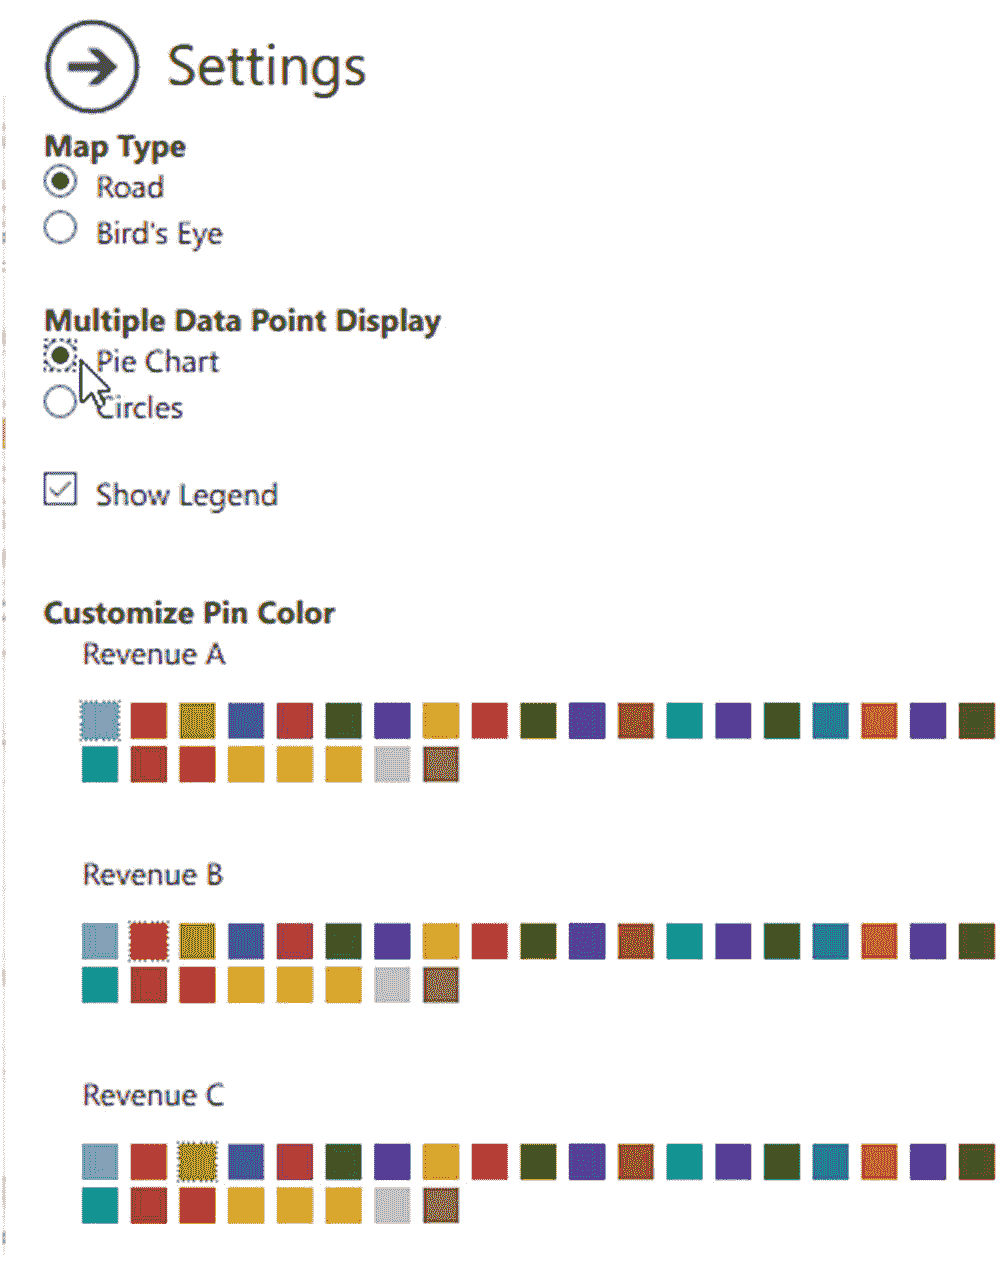 Settings
Map Type
Road
Bird's Eye
Multiple Data Point Display
Pie Chart
Circles
Show Legend
Customize Pin Color
Revenue A
Revenue B
Revenue C